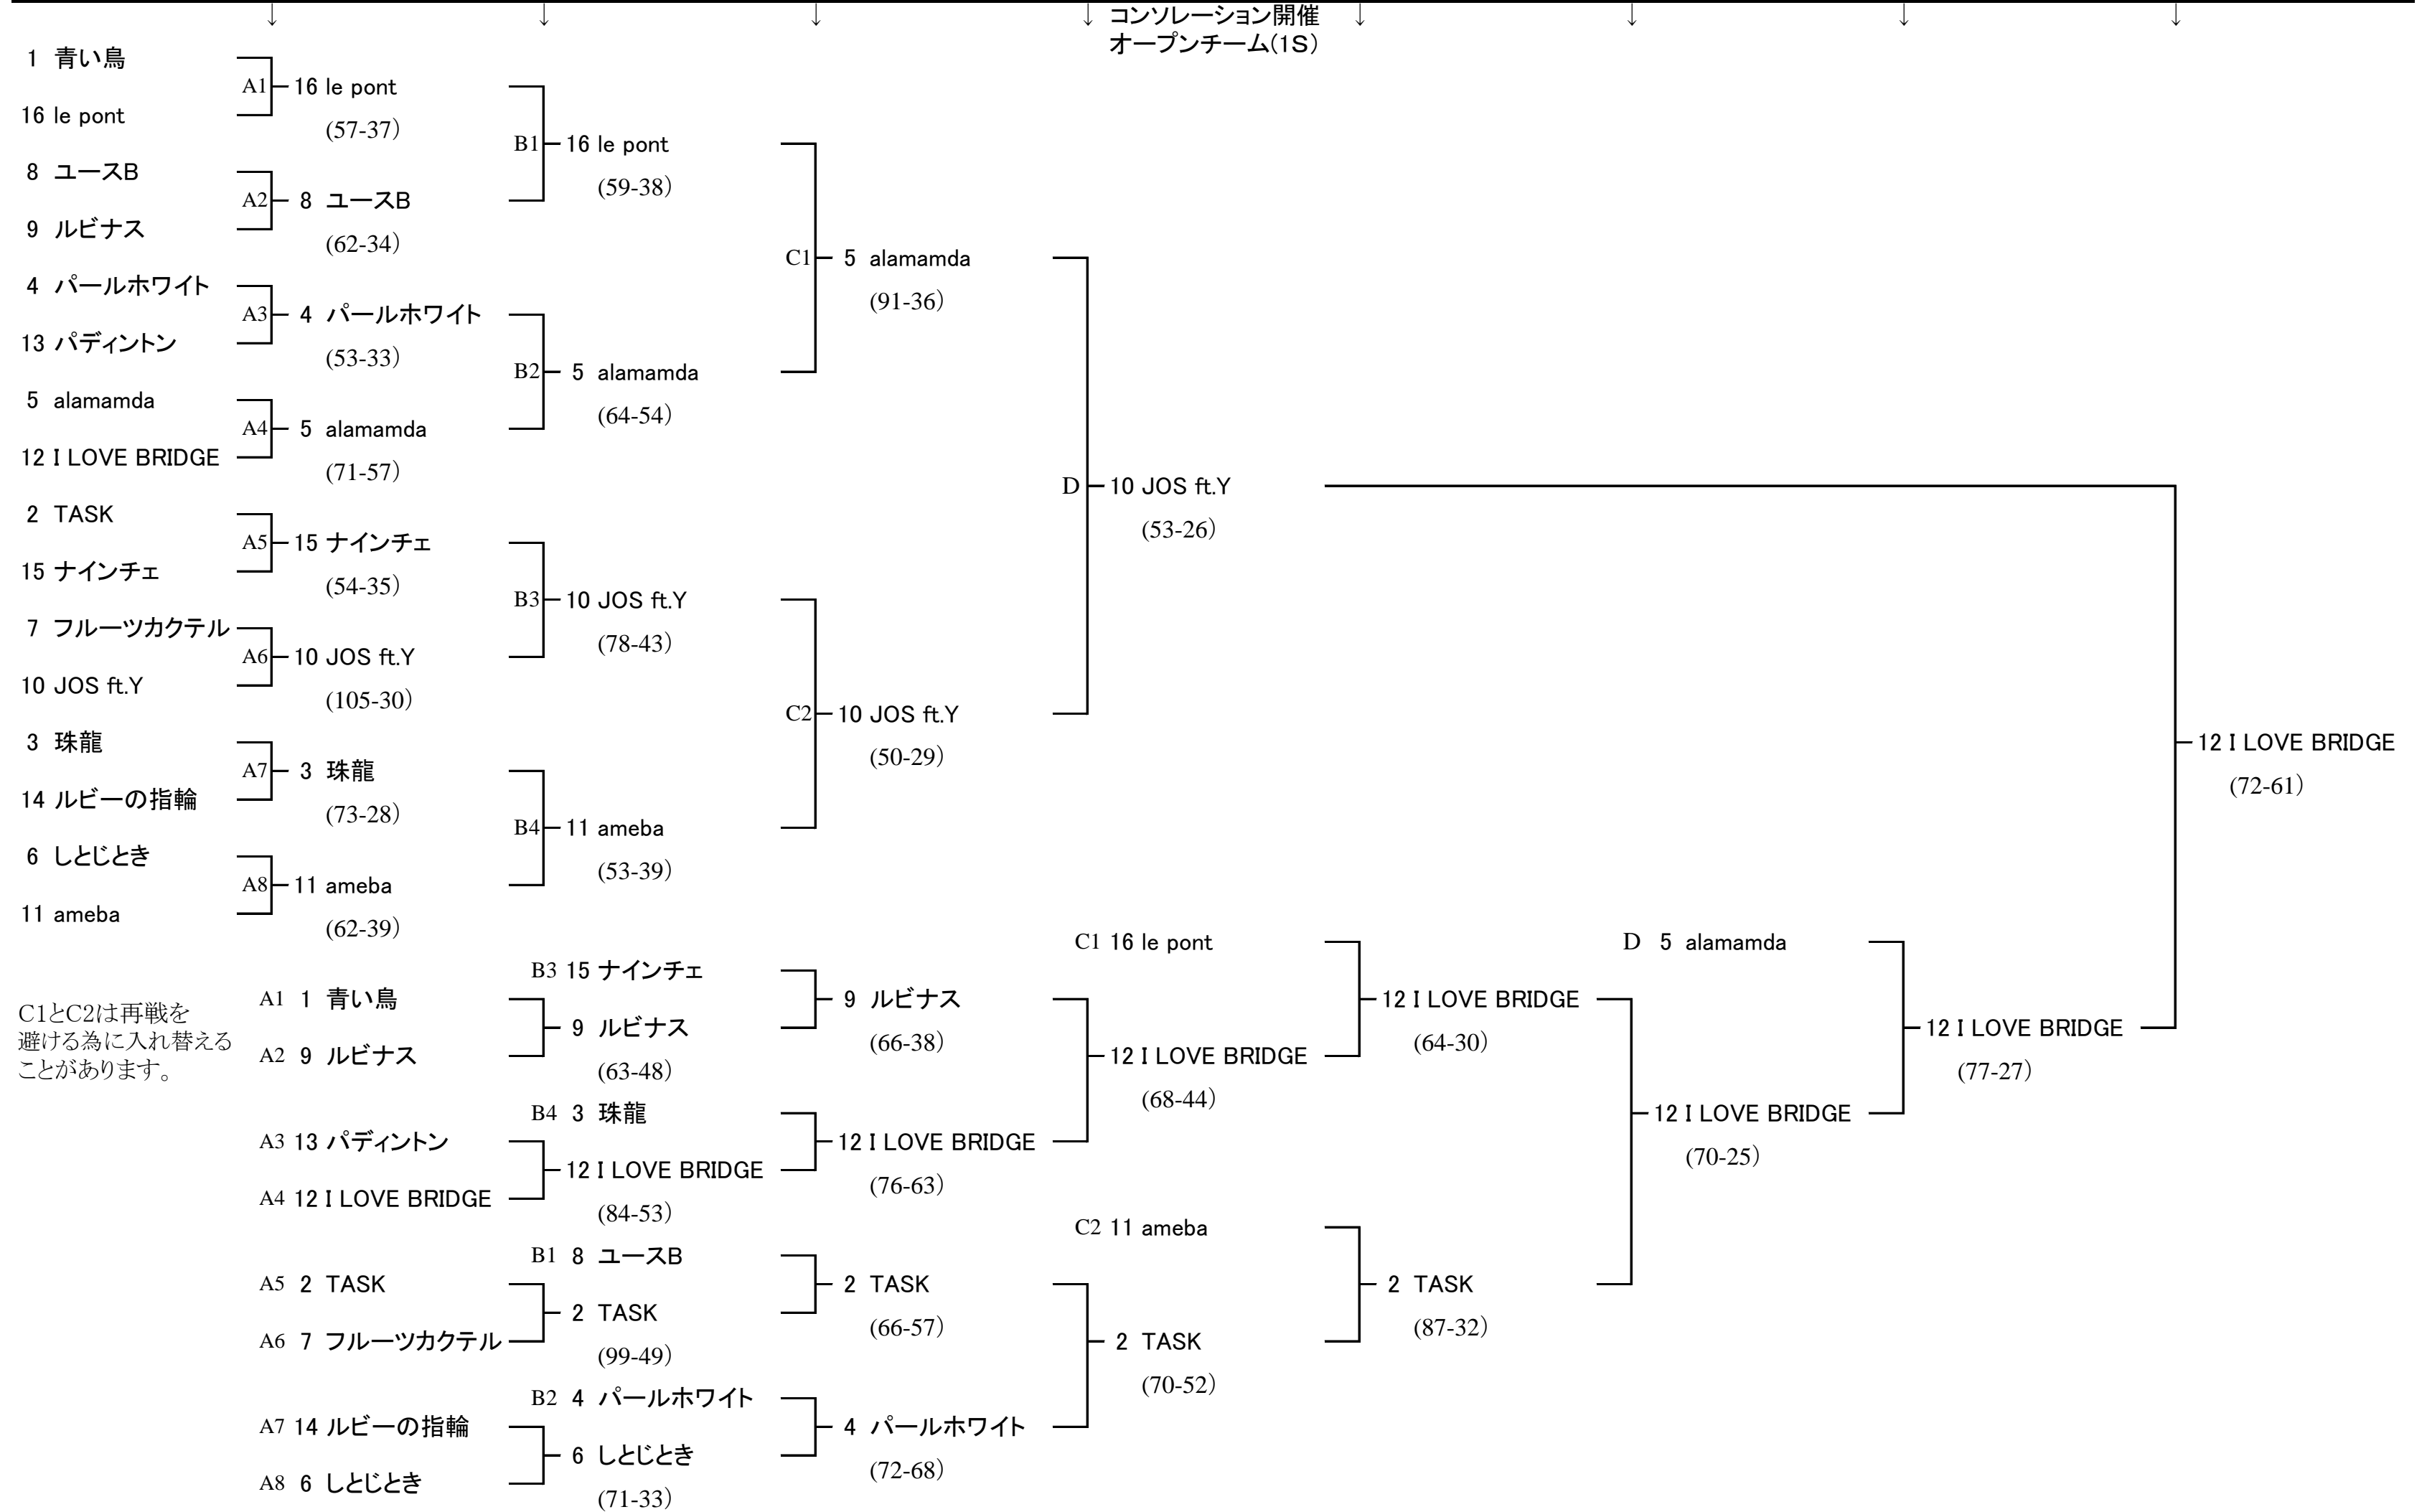 ↓ ↓ ↓ ↓ コンソレーション開催 ↓ ↓ ↓ ↓
オープンチーム(1S)
1 青い鳥
A1 16 le pont
16 le pont
(57-37)
B1 16 le pont
8 ユースB
(59-38)
A2 8 ユースB
9 ルビナス
(62-34)
C1 5 alamamda
4 パールホワイト
(91-36)
A3 4 パールホワイト
13 パディントン
(53-33)
B2 5 alamamda
5 alamamda
(64-54)
A4 5 alamamda
12 I LOVE BRIDGE
(71-57)
D 10 JOS ft.Y
2 TASK
(53-26)
A5 15 ナインチェ
15 ナインチェ
(54-35)
B3 10 JOS ft.Y
7 フルーツカクテル
(78-43)
A6 10 JOS ft.Y
10 JOS ft.Y
(105-30)
C2 10 JOS ft.Y
3 珠龍
12 I LOVE BRIDGE
(50-29)
A7 3 珠龍
(72-61)
14 ルビーの指輪
(73-28)
B4 11 ameba
6 しとじとき
(53-39)
A8 11 ameba
11 ameba
(62-39)
C1 16 le pont
D 5 alamamda
B3 15 ナインチェ
A1 1 青い鳥
9 ルビナス
12 I LOVE BRIDGE
C1とC2は再戦を
避ける為に入れ替える
ことがあります。
9 ルビナス
12 I LOVE BRIDGE
(66-38)
(64-30)
A2 9 ルビナス
12 I LOVE BRIDGE
(63-48)
(77-27)
(68-44)
B4 3 珠龍
12 I LOVE BRIDGE
A3 13 パディントン
12 I LOVE BRIDGE
(70-25)
12 I LOVE BRIDGE
(76-63)
A4 12 I LOVE BRIDGE
(84-53)
C2 11 ameba
B1 8 ユースB
A5 2 TASK
2 TASK
2 TASK
2 TASK
(66-57)
(87-32)
A6 7 フルーツカクテル
2 TASK
(99-49)
(70-52)
B2 4 パールホワイト
A7 14 ルビーの指輪
4 パールホワイト
6 しとじとき
(72-68)
A8 6 しとじとき
(71-33)